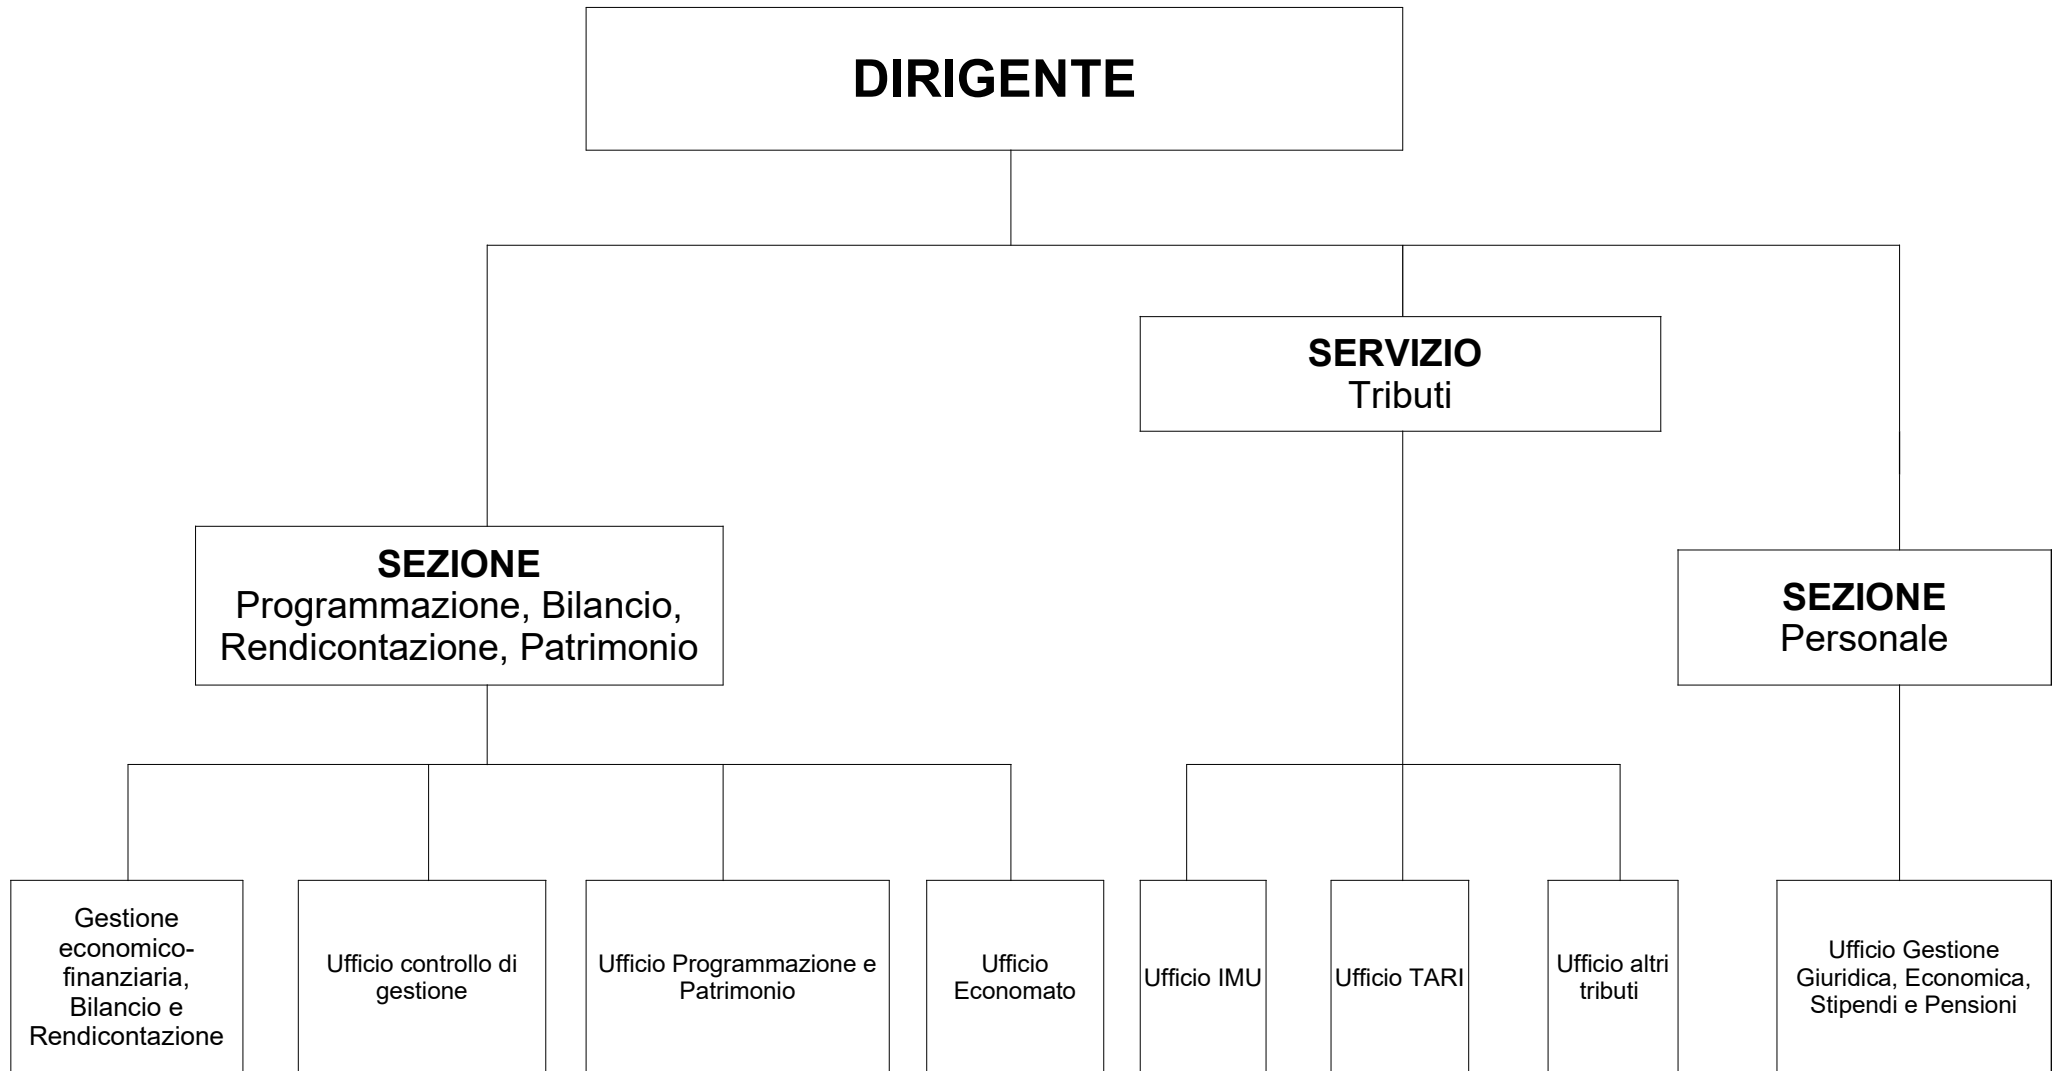 DIRIGENTE
SERVIZIO
Tributi
SEZIONE
Programmazione, Bilancio,
Rendicontazione, Patrimonio
SEZIONE
Personale
Gestione
economico-
finanziaria,
Bilancio e
Rendicontazione
Ufficio controllo di
gestione
Ufficio Programmazione e
Patrimonio
Ufficio
Economato
Ufficio IMU
Ufficio TARI
Ufficio altri
tributi
Ufficio Gestione
Giuridica, Economica,
Stipendi e Pensioni